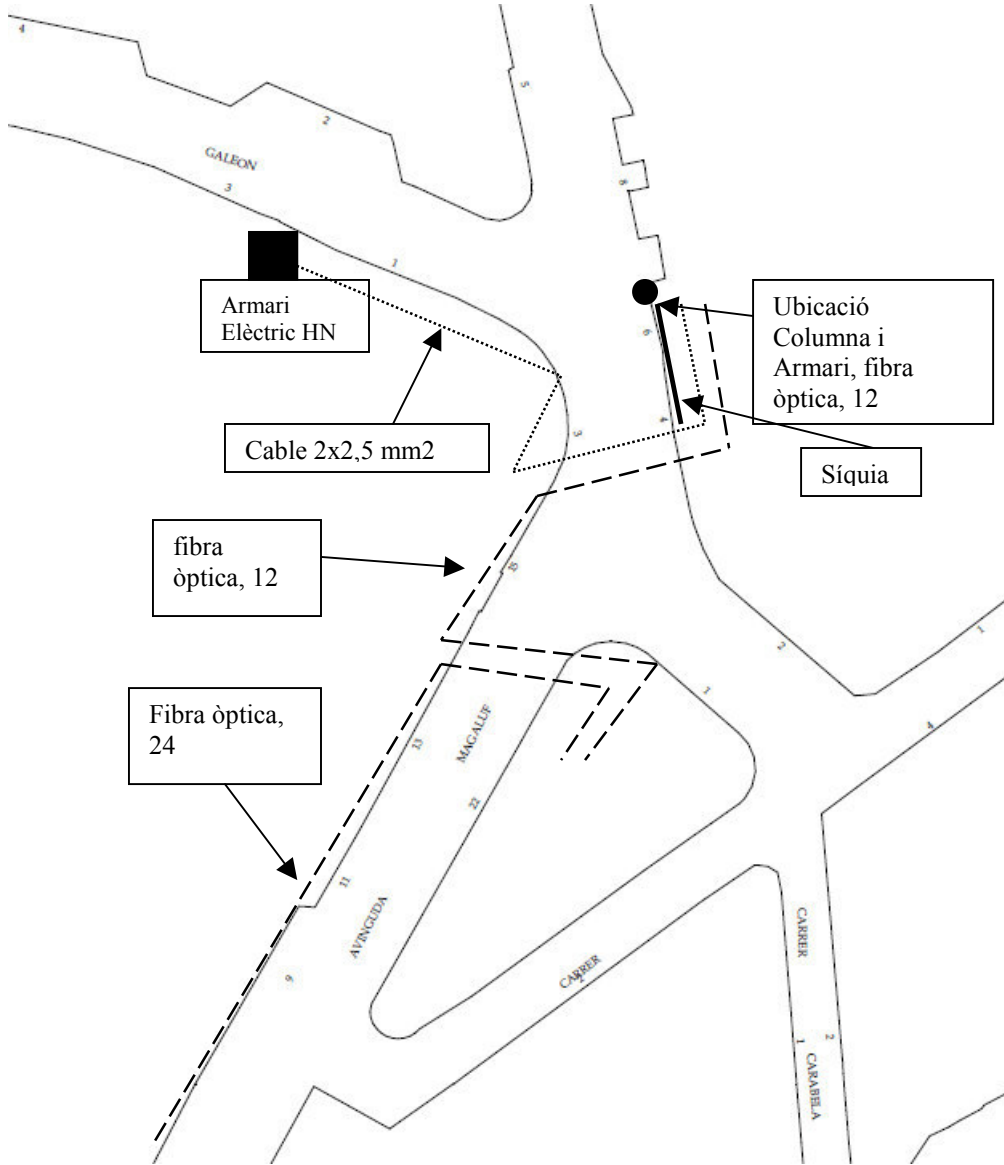 4
2
5
GALEON
3
1
8
Armari
Elèctric HN
Ubicació
Columna i
Armari, fibra
òptica, 12
6
4
3
Cable 2x2,5 mm2
Síquia
fibra
òptica, 12
15
1
2
1
Fibra òptica,
24
MAGALUF
13
4
22
11
AVINGUDA
9
CARRER
2
CARRER
2
1
CARABELA